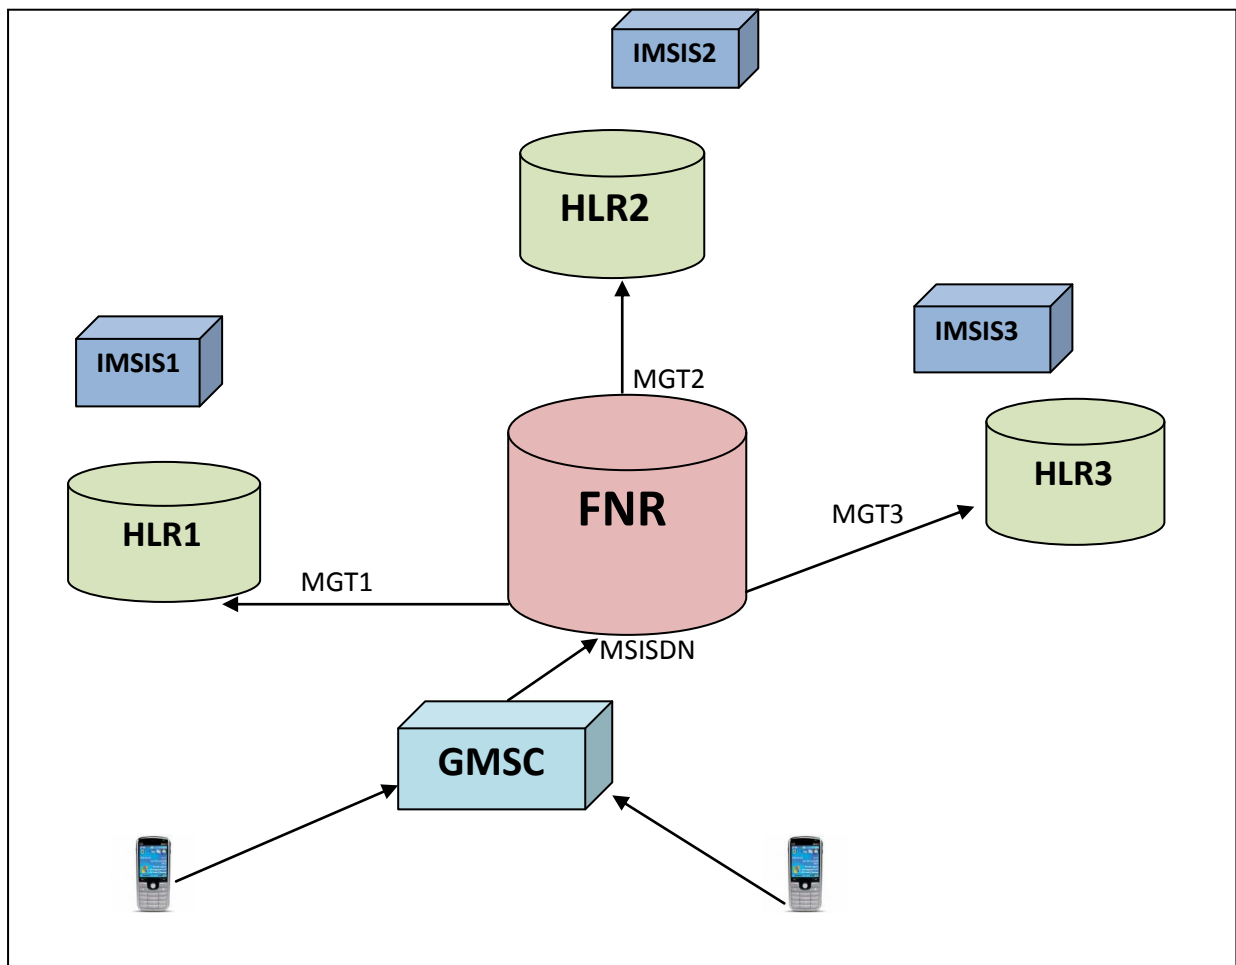 IMSIS2
HLR2
IMSIS3
IMSIS1
MGT2
HLR3
FNR
MGT3
HLR1
MGT1
MSISDN
GMSC